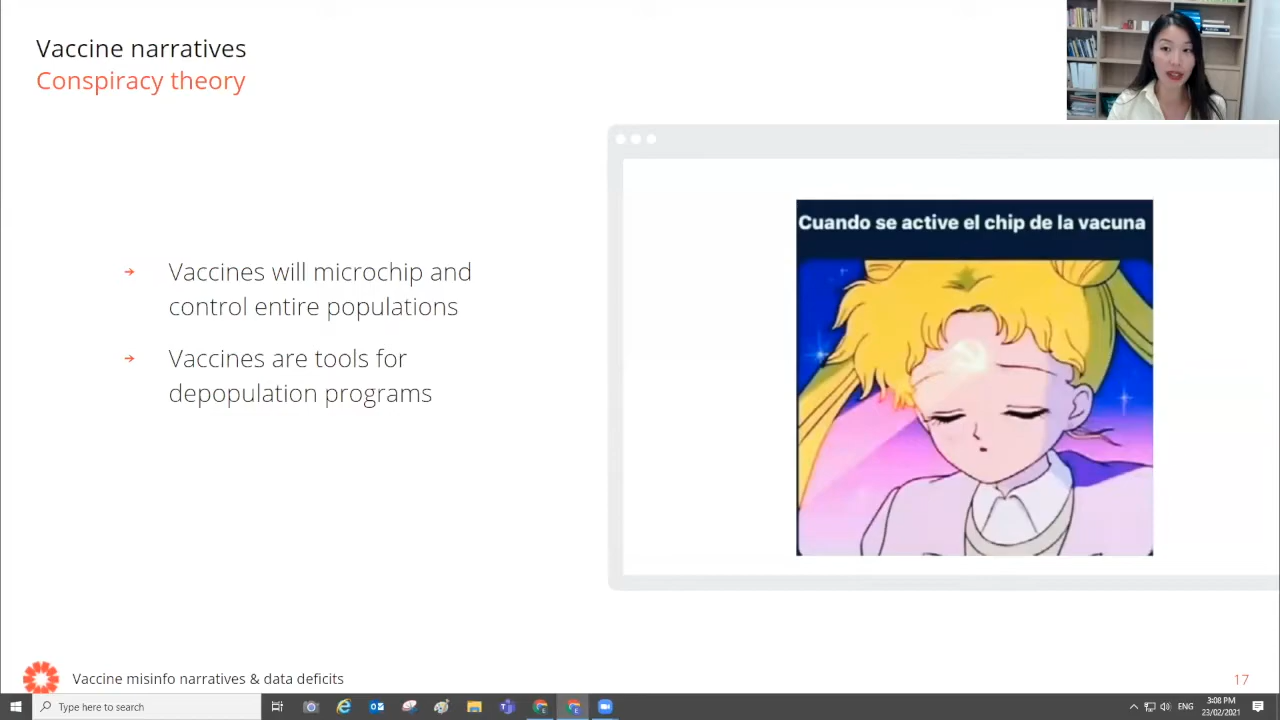 Vaccine narratives
Conspiracy theory
Vaccines will microchip and
control entire populations
Vaccines are tools for
depopulation programs
Cuando se active el chip de la vacuna
Vaccine misinfo narratives & data deficits
17
Type here to search
ENG
3:08 PM
23/02/2021